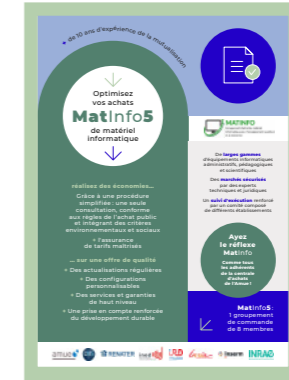 + de 10 ans d'expérience de la mutualisation
Optimisez
vos achats
MatInfo5
de matériel
informatique
réalisez des économies...
Grâce à une procédure
simplifiée : une seule
consultation, conforme
aux règles de l'achat public
et intégrant des critères
environnementaux et sociaux
+ l'assurance
de tarifs maîtrisés
... sur une offre de qualité
+ Des actualisations régulières
+ Des configurations
personnalisables
+ Des services et garanties
de haut niveau
+ Une prise en compte renforcée
du développement durable
MATINFO
De larges gammes
d'équipements informatiques
administratifs, pédagogiques
et scientifiques
Des marchés sécurisés
par des experts
techniques et juridiques
Un suivi d'exécution renforcé
par un comité composé
de différents établissements
Ayez
le réflexe
MatInfo
Comme tous
les adhérents
de la centrale
d'achats
de l'Amue !
MatInfo5 :
1 groupement
de commande
de 8 membres
amue
RENATER
IRD
Inserm
INRAE